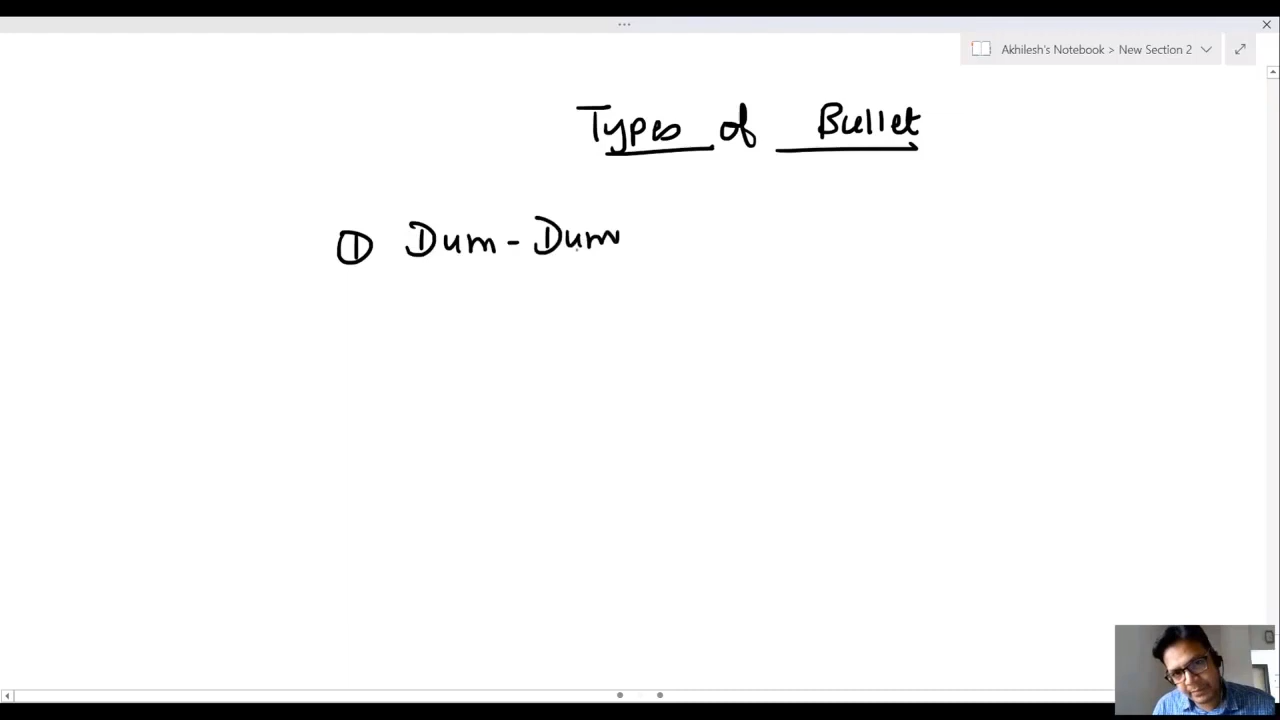 Akhilesh's Notebook > New Section 2
Types of Bullet
① Dum-Dum